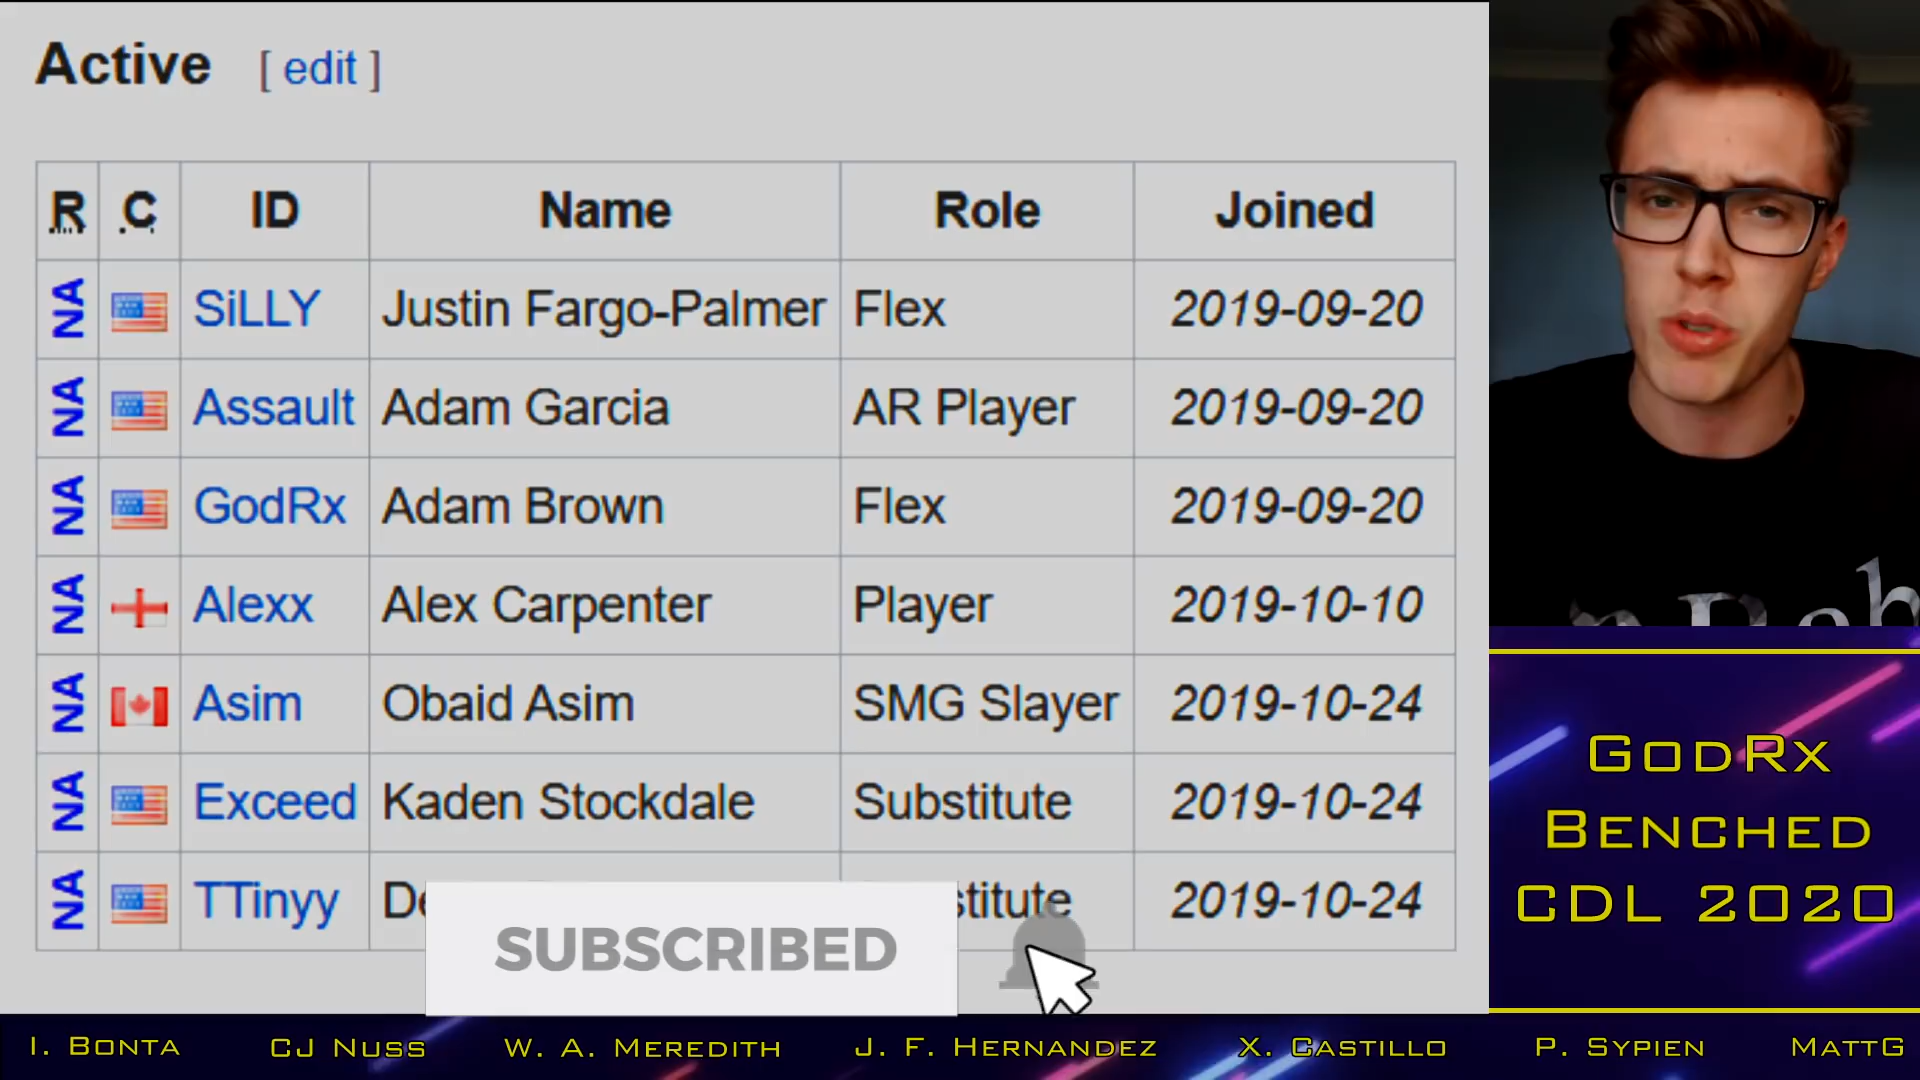 Active [ edit ]
R C ID Name Role Joined
NA SiLLY Justin Fargo-Palmer Flex 2019-09-20
NA Assault Adam Garcia AR Player 2019-09-20
NA GodRx Adam Brown Flex 2019-09-20
NA Alexx Alex Carpenter Player 2019-10-10
NA Asim Obaid Asim SMG Slayer 2019-10-24
NA Exceed Kaden Stockdale Substitute 2019-10-24
NA TTinyy 2019-10-24
SUBSCRIBED
GodRx
Benched
CDL 2020
I. Bonta CJ Nuss W. A. Meredith J. F. Hernandez X. Castillo P. Sypien MattG